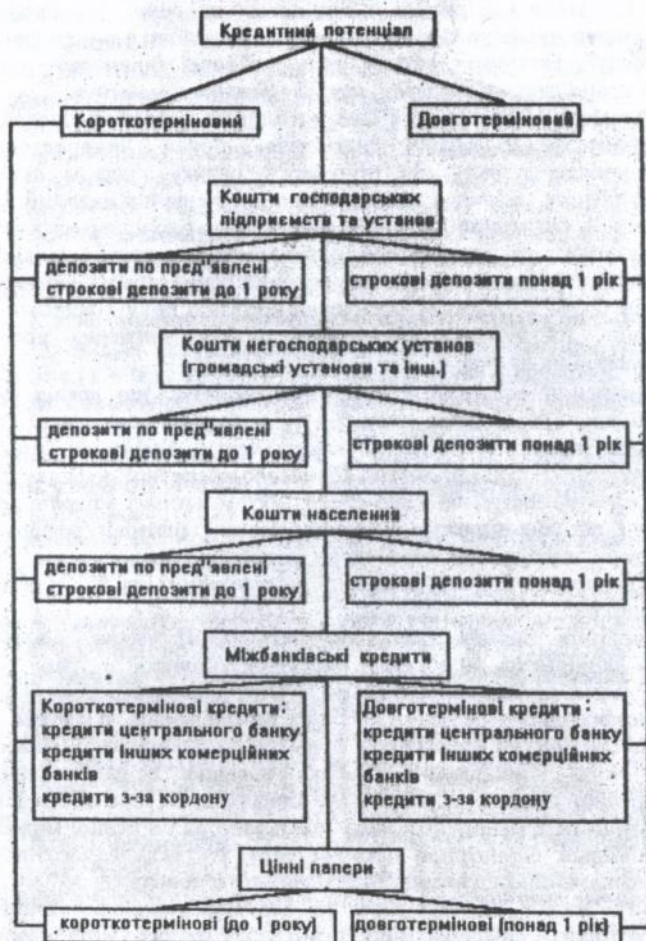 Кредитний потенціал
Короткотерміновий
Довготерміновий
Кошти господарських
підприємств та установ
депозити по пред"явлені
строкові депозити до 1 року
строкові депозити понад 1 рік
Кошти негосподарських установ
(громадські установи та інш.)
депозити по пред"явлені
строкові депозити до 1 року
строкові депозити понад 1 рік
Кошти населення
депозити по пред"явлені
строкові депозити до 1 року
строкові депозити понад 1 рік
Міжбанківські кредити
Короткотермінові кредити:
кредити центрального банку
кредити інших комерційних
банків
кредити з-за кордону
Довготермінові кредити:
кредити центрального банку
кредити інших комерційних
банків
кредити з-за кордону
Цінні папери
короткотермінові (до 1 року)
довготермінові (понад 1 рік)